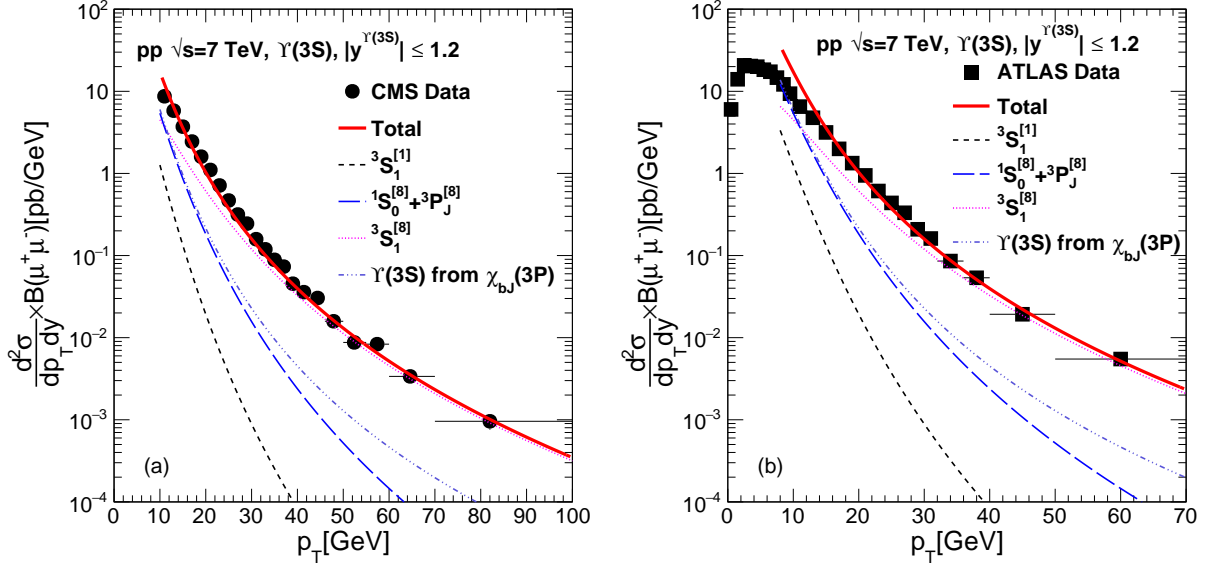 pp √s=7 TeV, ϒ(3S), |y^ϒ(3S)| ≤ 1.2
CMS Data
Total
³S₁^[1]
¹S₀^[8]+³P_J^[8]
³S₁^[8]
ϒ(3S) from χ_bJ(3P)
d²σ/dp_T dy ×B(μ⁺μ⁻)[pb/GeV]
10²
10
1
10⁻¹
10⁻²
10⁻³
10⁻⁴
(a)
0 10 20 30 40 50 60 70 80 90 100
p_T[GeV]
pp √s=7 TeV, ϒ(3S), |y^ϒ(3S)| ≤ 1.2
ATLAS Data
Total
³S₁^[1]
¹S₀^[8]+³P_J^[8]
³S₁^[8]
ϒ(3S) from χ_bJ(3P)
d²σ/dp_T dy ×B(μ⁺μ⁻)[pb/GeV]
10²
10
1
10⁻¹
10⁻²
10⁻³
10⁻⁴
(b)
0 10 20 30 40 50 60 70
p_T[GeV]